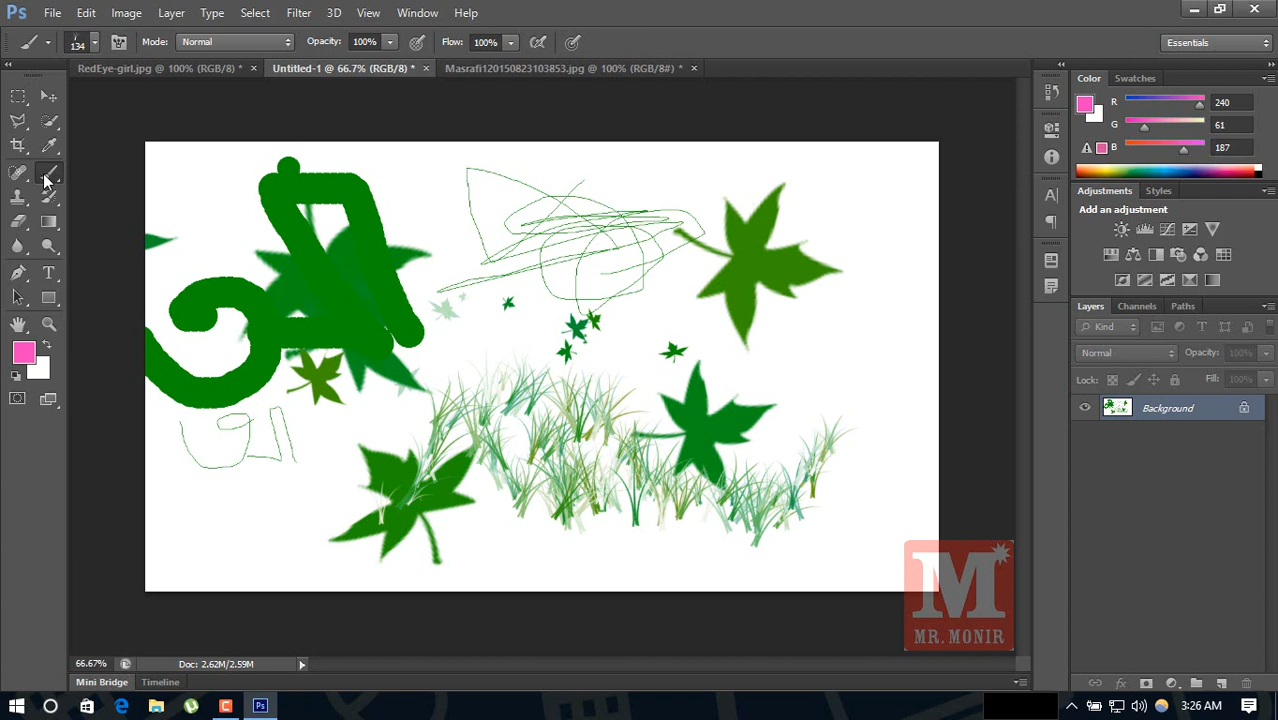 Ps File Edit Image Layer Type Select Filter 3D View Window Help
134 Mode: Normal Opacity: 100% Flow: 100% Essentials
RedEye-girl.jpg @ 100% (RGB/8) * × Untitled-1 @ 66.7% (RGB/8) * × Masrafi120150823103853.jpg @ 100% (RGB/8#) * ×
Color Swatches
R 240
G 61
B 187
Adjustments Styles
Add an adjustment
Layers Channels Paths
Kind
Normal Opacity: 100%
Lock: Fill: 100%
Background
M
MR. MONIR
66.67% Doc: 2.62M/2.59M
Mini Bridge Timeline
3:26 AM